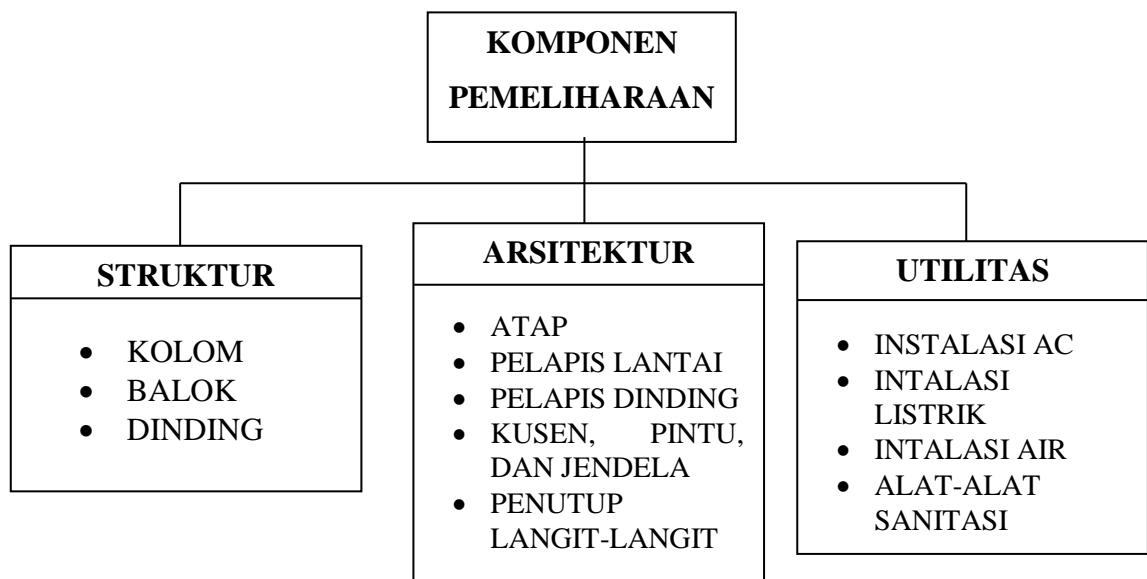 KOMPONEN
PEMELIHARAAN
STRUKTUR
• KOLOM
• BALOK
• DINDING
ARSITEKTUR
• ATAP
• PELAPIS LANTAI
• PELAPIS DINDING
• KUSEN, PINTU,
DAN JENDELA
• PENUTUP
LANGIT-LANGIT
UTILITAS
• INSTALASI AC
• INTALASI
LISTRIK
• INTALASI AIR
• ALAT-ALAT
SANITASI